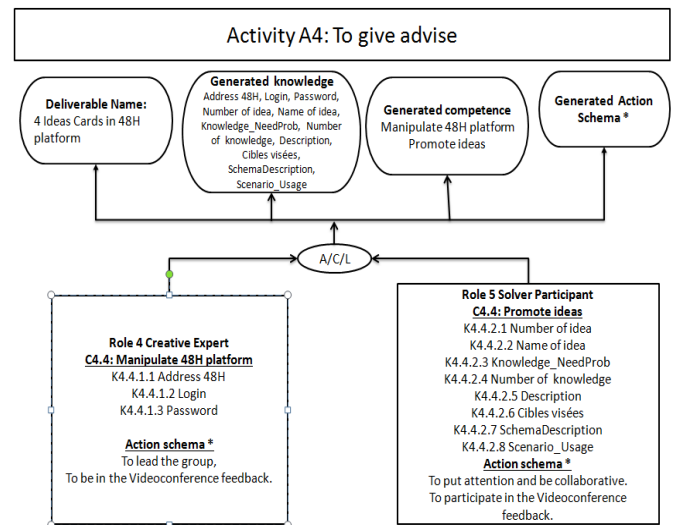 Activity A4: To give advise
Deliverable Name:
4 Ideas Cards in 48H
platform
Generated knowledge
Address 48H, Login, Password,
Number of idea, Name of idea,
Knowledge_NeedProb, Number
of knowledge, Description,
Cibles visées,
SchemaDescription,
Scenario_Usage
Generated competence
Manipulate 48H platform
Promote ideas
Generated Action
Schema *
A/C/L
Role 4 Creative Expert
C4.4: Manipulate 48H platform
K4.4.1.1 Address 48H
K4.4.1.2 Login
K4.4.1.3 Password
Action schema *
To lead the group,
To be in the Videoconference feedback.
Role 5 Solver Participant
C4.4: Promote ideas
K4.4.2.1 Number of idea
K4.4.2.2 Name of idea
K4.4.2.3 Knowledge_NeedProb
K4.4.2.4 Number of knowledge
K4.4.2.5 Description
K4.4.2.6 Cibles visées
K4.4.2.7 SchemaDescription
K4.4.2.8 Scenario_Usage
Action schema *
To put attention and be collaborative.
To participate in the Videoconference
feedback.